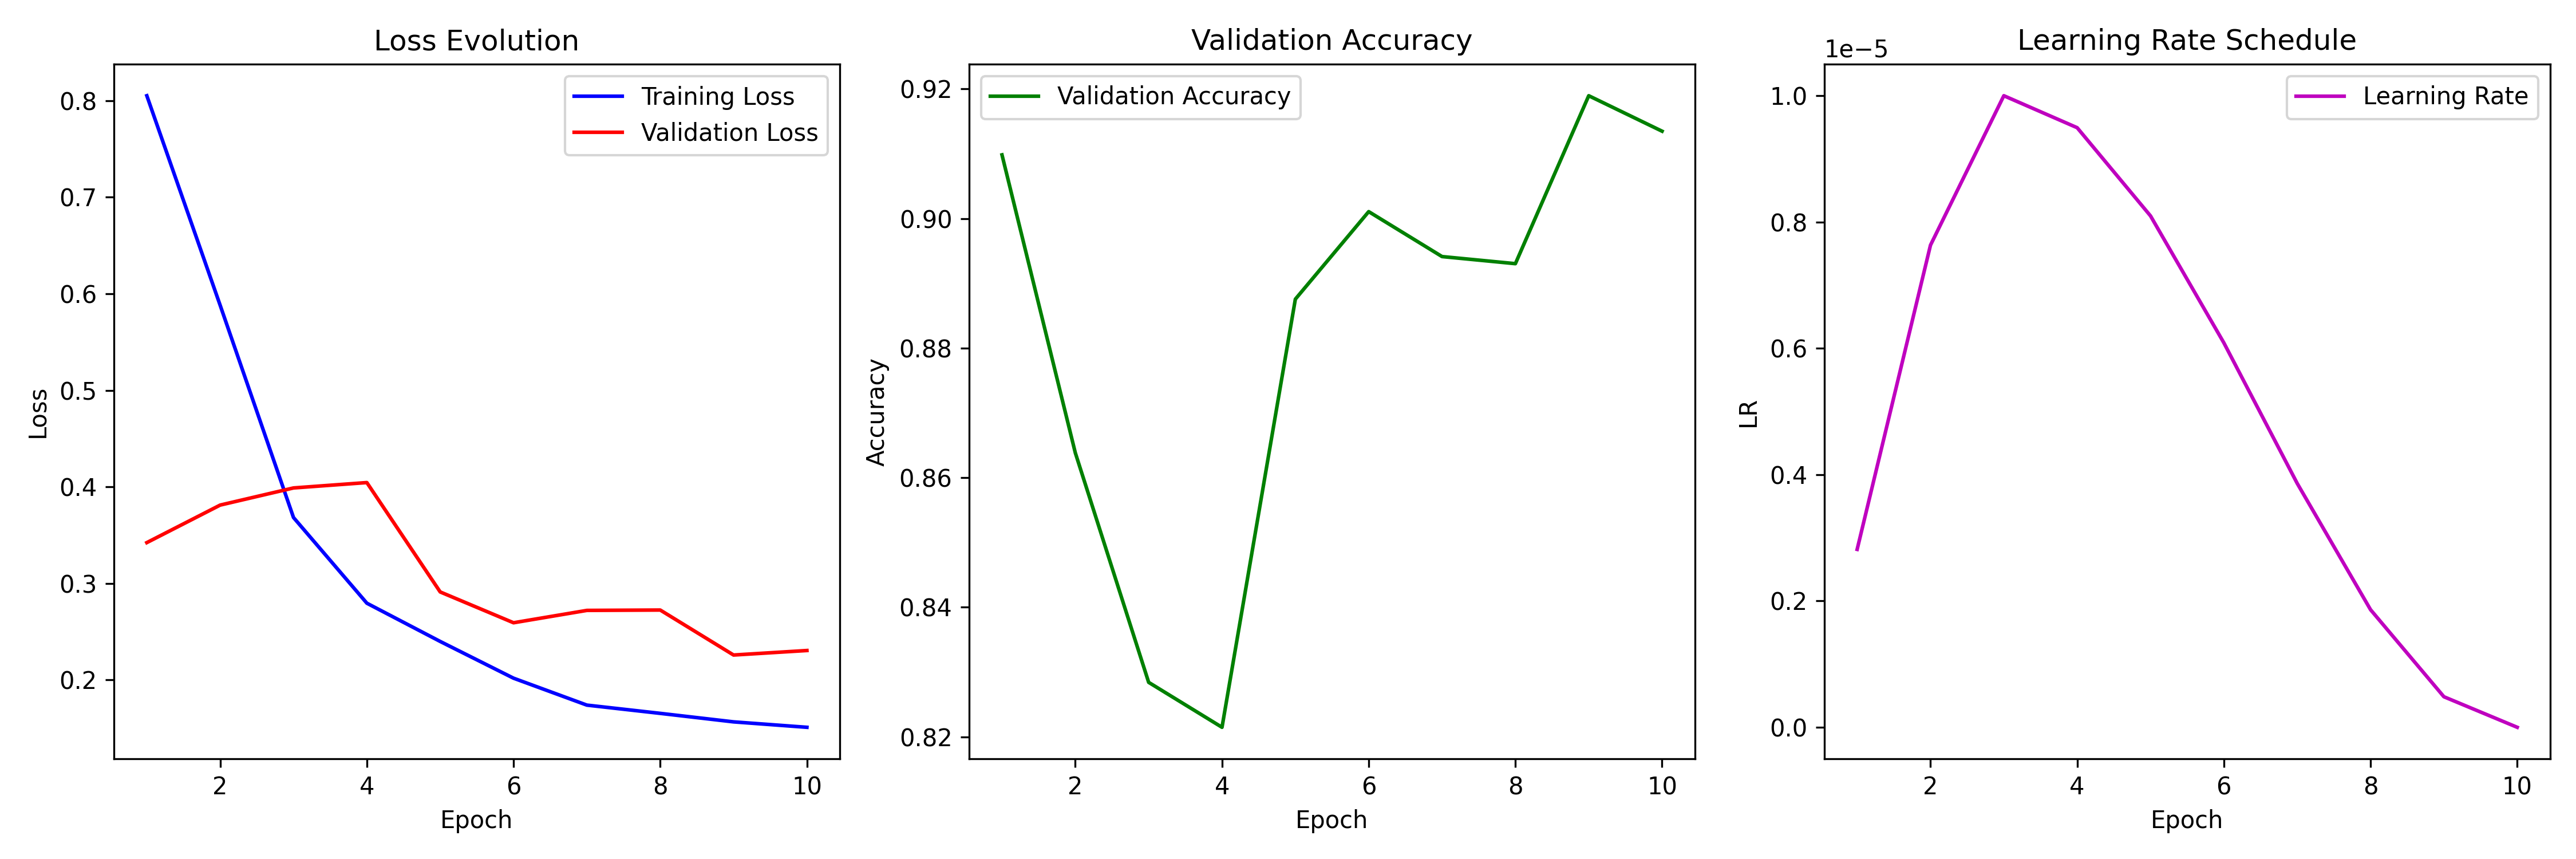 Loss Evolution
Training Loss
Validation Loss
Loss
0.8
0.7
0.6
0.5
0.4
0.3
0.2
2 4 6 8 10
Epoch
Validation Accuracy
Validation Accuracy
Accuracy
0.92
0.90
0.88
0.86
0.84
0.82
2 4 6 8 10
Epoch
Learning Rate Schedule
1e−5
Learning Rate
LR
1.0
0.8
0.6
0.4
0.2
0.0
2 4 6 8 10
Epoch